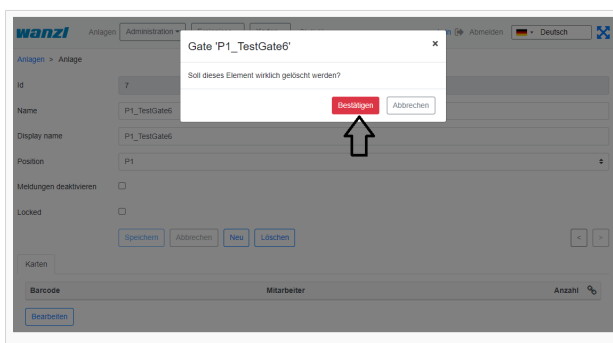 wanzl
Anlagen
Administration
Abmelden
Deutsch
Gate 'P1_TestGate6'
×
Anlagen > Anlage
Soll dieses Element wirklich gelöscht werden?
Bestätigen
Abbrechen
Id
7
Name
P1_TestGate6
Display name
P1_TestGate6
Position
P1
Meldungen deaktivieren
Locked
Speichern
Abbrechen
Neu
Löschen
<
>
Karten
Barcode
Mitarbeiter
Anzahl
Bearbeiten